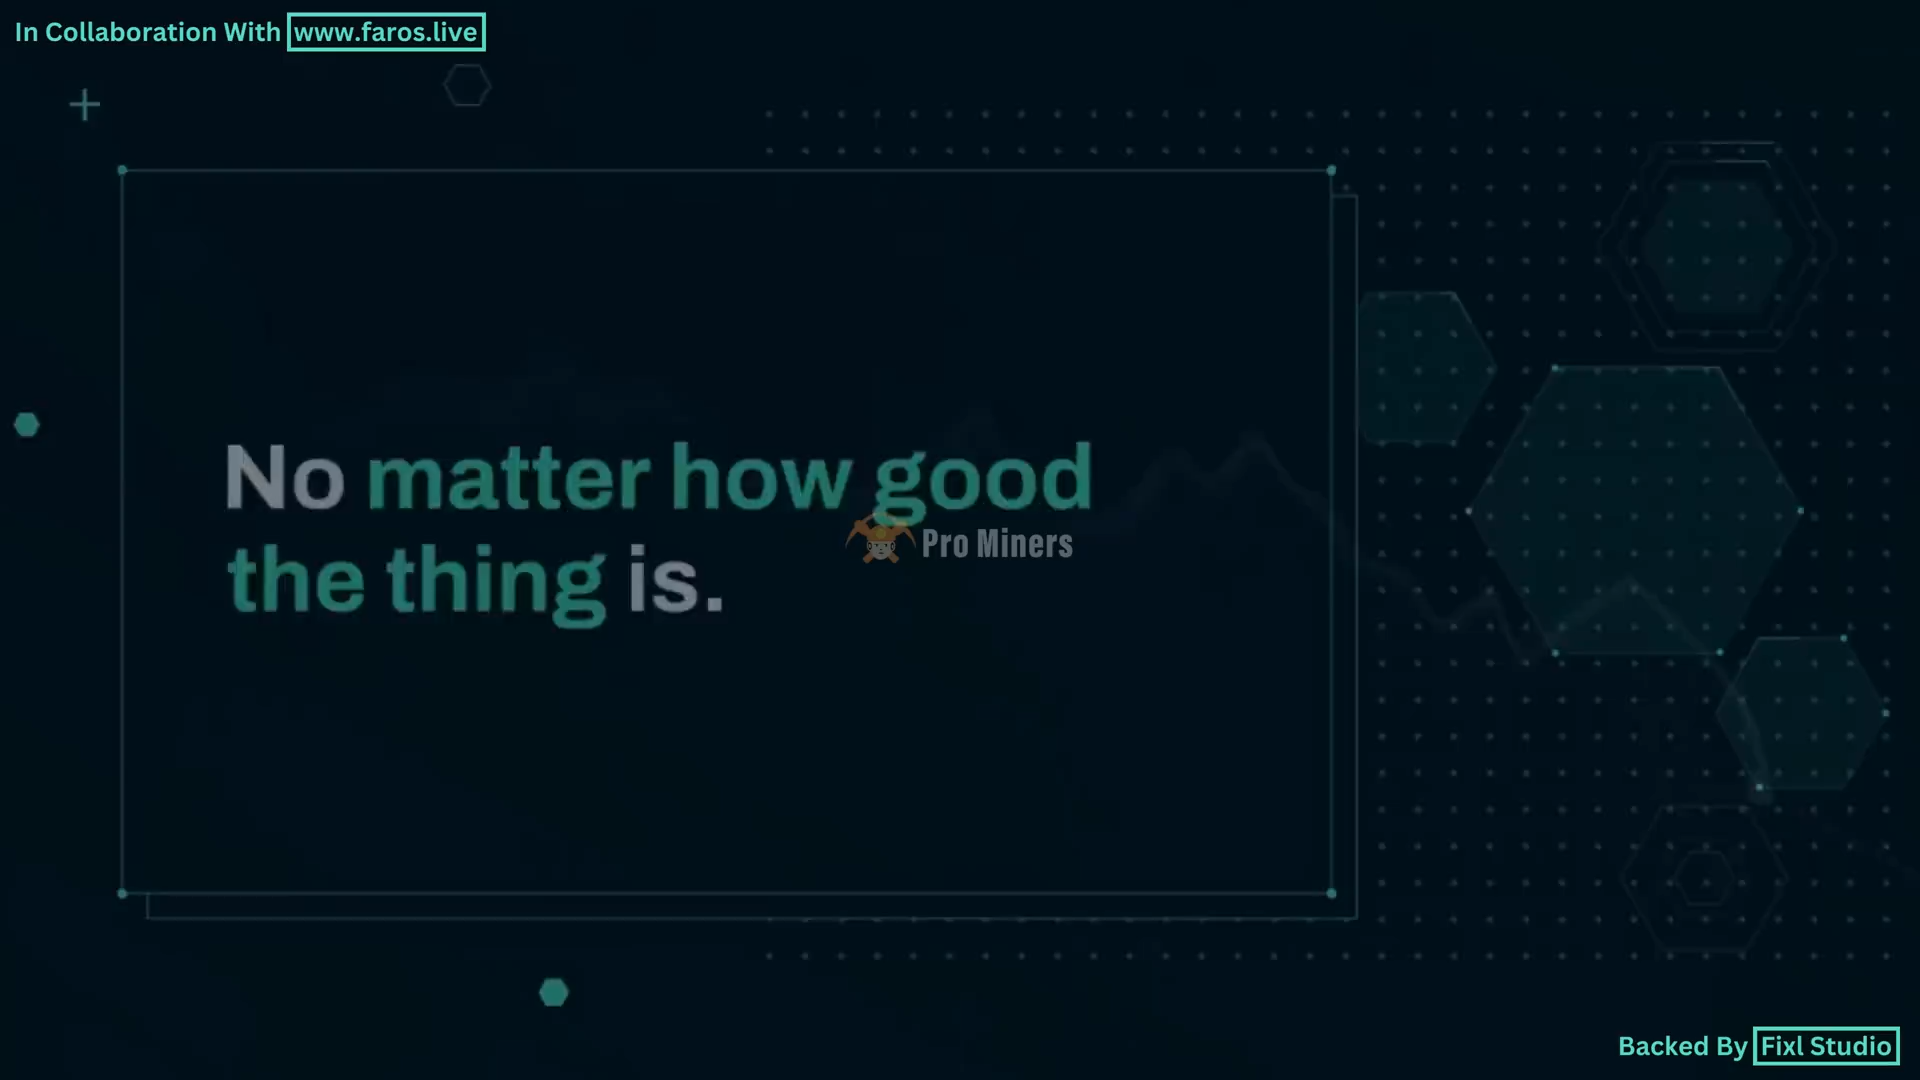 In Collaboration With www.faros.live
No matter how good
Pro Miners
the thing is.
Backed By Fixl Studio